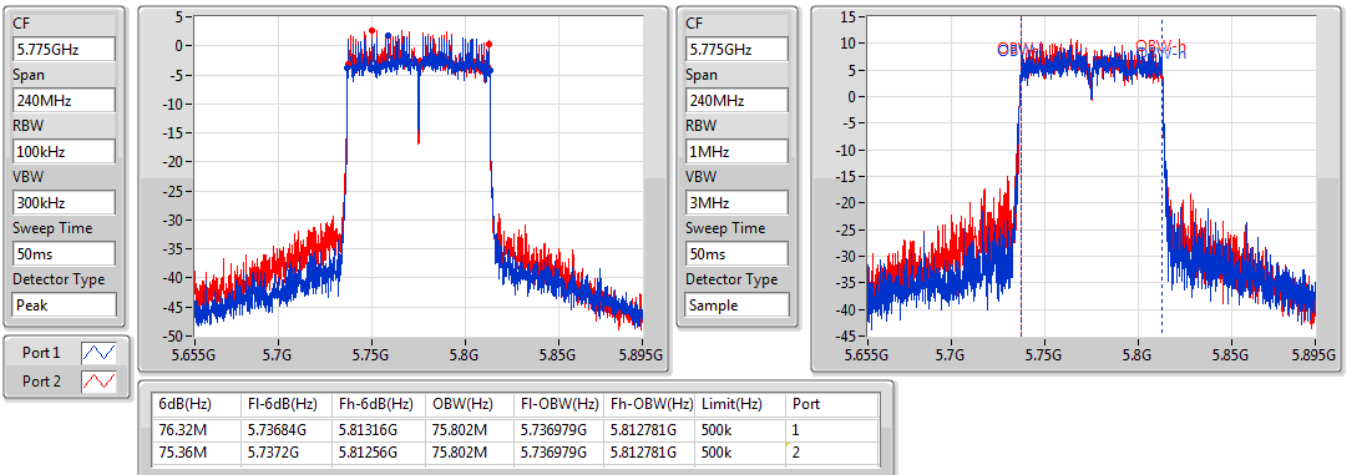 CF
5.775GHz
Span
240MHz
RBW
100kHz
VBW
300kHz
Sweep Time
50ms
Detector Type
Peak
Port 1
Port 2
5
0
-5
-10
-15
-20
-25
-30
-35
-40
-45
-50
5.655G 5.7G 5.75G 5.8G 5.85G 5.895G
CF
5.775GHz
Span
240MHz
RBW
1MHz
VBW
3MHz
Sweep Time
50ms
Detector Type
Sample
15
10
5
0
-5
-10
-15
-20
-25
-30
-35
-40
-45
OBW-h
OBW-h
5.655G 5.7G 5.75G 5.8G 5.85G 5.895G
6dB(Hz) Fl-6dB(Hz) Fh-6dB(Hz) OBW(Hz) Fl-OBW(Hz) Fh-OBW(Hz) Limit(Hz) Port
76.32M 5.73684G 5.81316G 75.802M 5.736979G 5.812781G 500k 1
75.36M 5.7372G 5.81256G 75.802M 5.736979G 5.812781G 500k 2